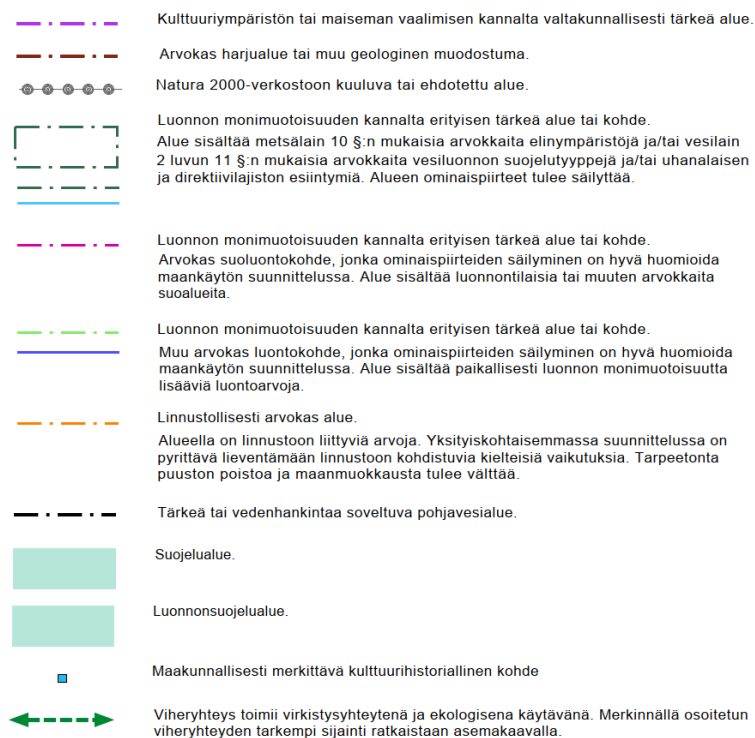 Kulttuuriympäristön tai maiseman vaalimisen kannalta valtakunnallisesti tärkeä alue.
Arvokas harjualue tai muu geologinen muodostuma.
Natura 2000-verkostoon kuuluva tai ehdotettu alue.
Luonnon monimuotoisuuden kannalta erityisen tärkeä alue tai kohde.
Alue sisältää metsälain 10 §:n mukaisia arvokkaita elinympäristöjä ja/tai vesilain
2 luvun 11 §:n mukaisia arvokkaita vesiluonnon suojelutyyppejä ja/tai uhanalaisen
ja direktiivilajiston esiintymiä. Alueen ominaispiirteet tulee säilyttää.
Luonnon monimuotoisuuden kannalta erityisen tärkeä alue tai kohde.
Arvokas suoluontokohde, jonka ominaispiirteiden säilyminen on hyvä huomioida
maankäytön suunnittelussa. Alue sisältää luonnontilaisia tai muuten arvokkaita
suoalueita.
Luonnon monimuotoisuuden kannalta erityisen tärkeä alue tai kohde.
Muu arvokas luontokohde, jonka ominaispiirteiden säilyminen on hyvä huomioida
maankäytön suunnittelussa. Alue sisältää paikallisesti luonnon monimuotoisuutta
lisääviä luontoarvoja.
Linnustollisesti arvokas alue.
Alueella on linnustoon liittyviä arvoja. Yksityiskohtaisemmassa suunnittelussa on
pyrittävä lieventämään linnustoon kohdistuvia kielteisiä vaikutuksia. Tarpeetonta
puuston poistoa ja maanmuokkausta tulee välttää.
Tärkeä tai vedenhankintaa soveltuva pohjavesialue.
Suojelualue.
Luonnonsuojelualue.
Maakunnallisesti merkittävä kulttuurihistoriallinen kohde
Viheryhteys toimii virkistysyhteytenä ja ekologisena käytävänä. Merkinnällä osoitetun
viheryhteyden tarkempi sijainti ratkaistaan asemakaavalla.